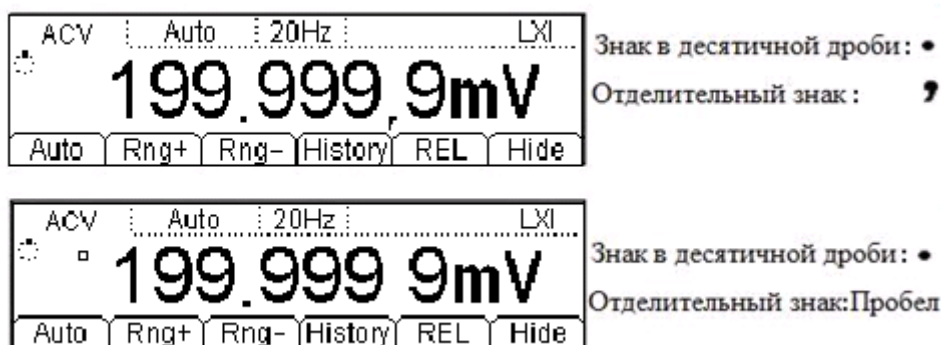 ACV Auto 20Hz LXI
199.999,9mV
Auto Rng+ Rng- History REL Hide
Знак в десятичной дроби: •
Отделительный знак: ,
ACV Auto 20Hz LXI
199.999 9mV
Auto Rng+ Rng- History REL Hide
Знак в десятичной дроби: •
Отделительный знак:Пробел